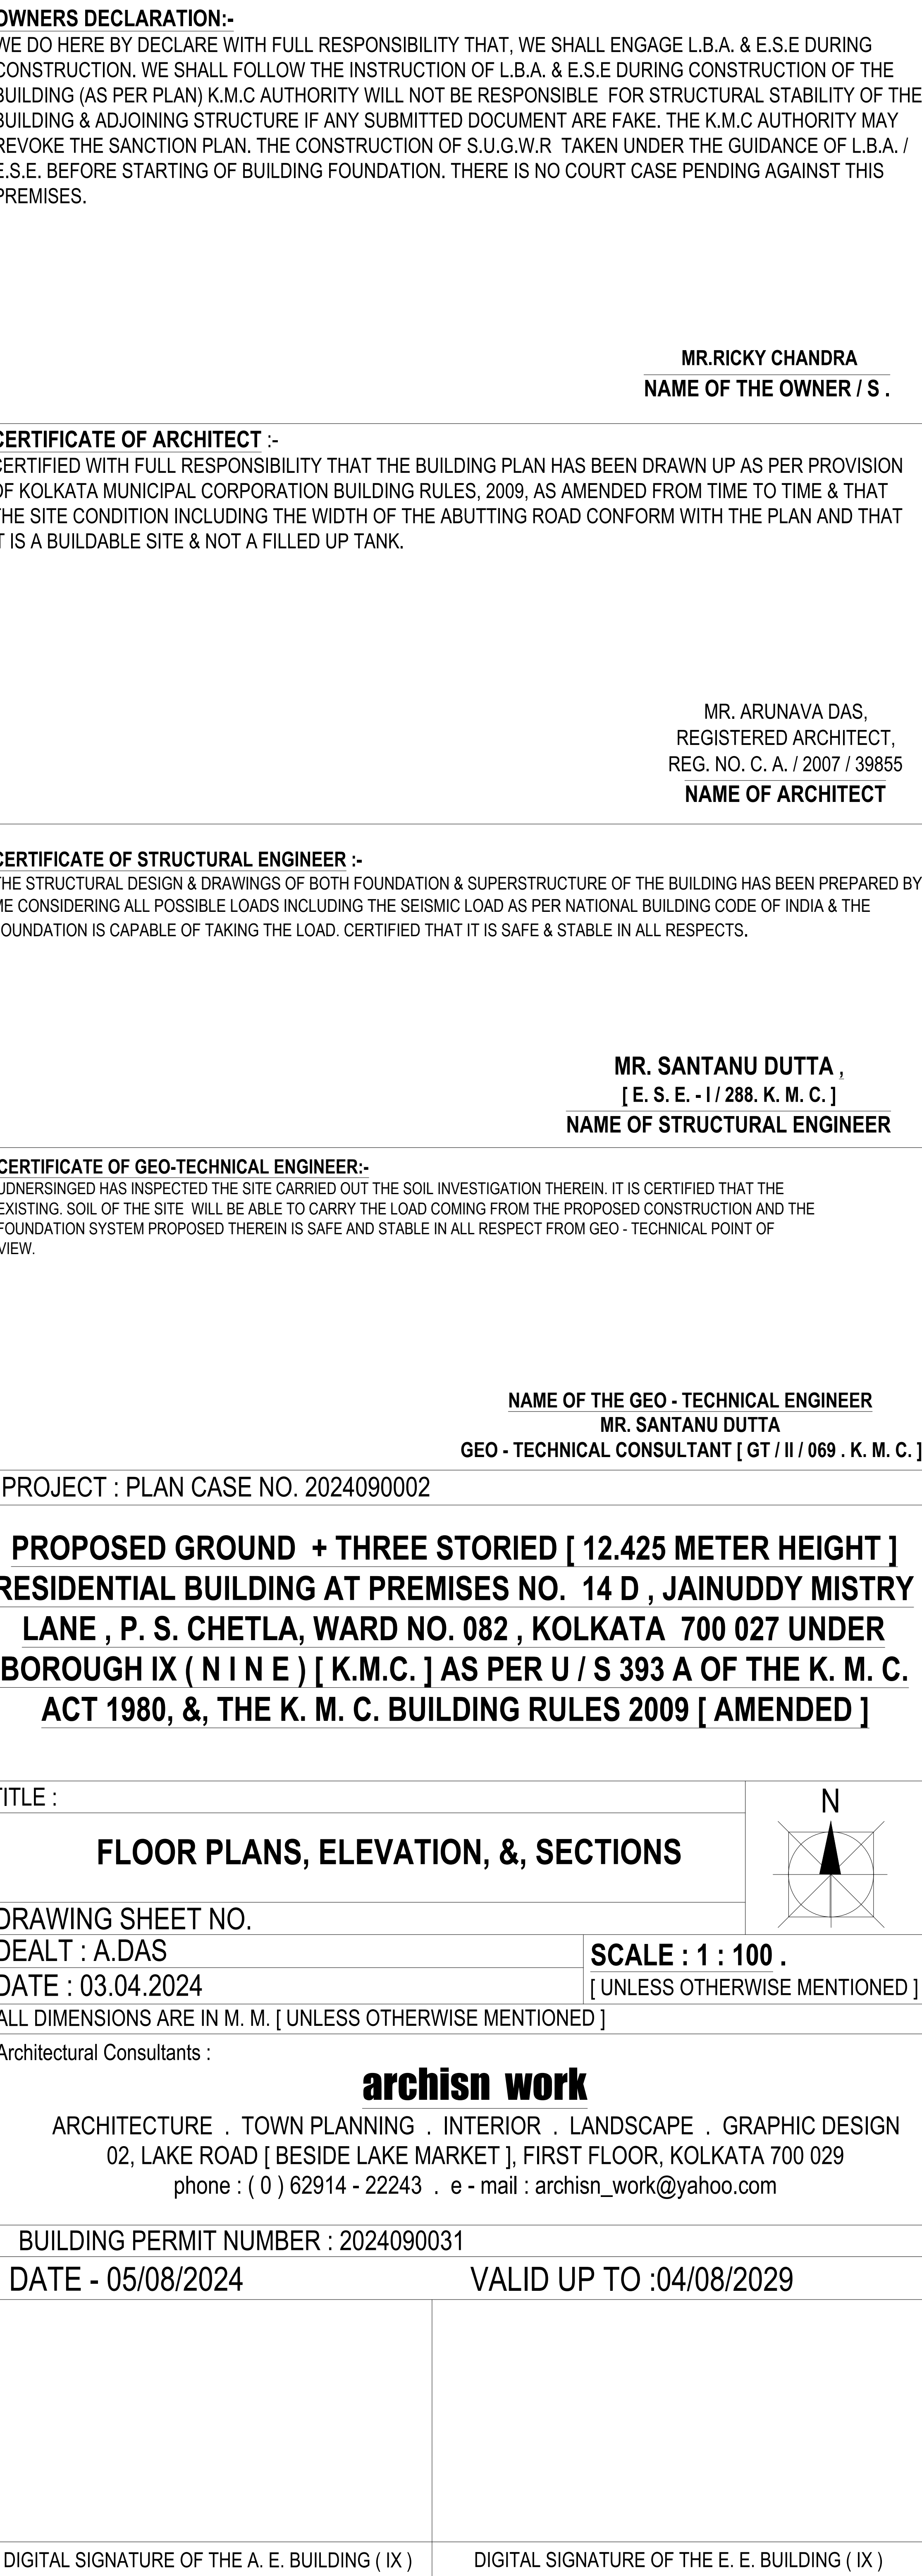 OWNERS DECLARATION:-
WE DO HERE BY DECLARE WITH FULL RESPONSIBILITY THAT, WE SHALL ENGAGE L.B.A. & E.S.E DURING
CONSTRUCTION. WE SHALL FOLLOW THE INSTRUCTION OF L.B.A. & E.S.E DURING CONSTRUCTION OF THE
BUILDING (AS PER PLAN) K.M.C AUTHORITY WILL NOT BE RESPONSIBLE FOR STRUCTURAL STABILITY OF THE
BUILDING & ADJOINING STRUCTURE IF ANY SUBMITTED DOCUMENT ARE FAKE. THE K.M.C AUTHORITY MAY
REVOKE THE SANCTION PLAN. THE CONSTRUCTION OF S.U.G.W.R TAKEN UNDER THE GUIDANCE OF L.B.A. /
E.S.E. BEFORE STARTING OF BUILDING FOUNDATION. THERE IS NO COURT CASE PENDING AGAINST THIS
PREMISES.
MR.RICKY CHANDRA
NAME OF THE OWNER / S .
CERTIFICATE OF ARCHITECT :-
CERTIFIED WITH FULL RESPONSIBILITY THAT THE BUILDING PLAN HAS BEEN DRAWN UP AS PER PROVISION
OF KOLKATA MUNICIPAL CORPORATION BUILDING RULES, 2009, AS AMENDED FROM TIME TO TIME & THAT
THE SITE CONDITION INCLUDING THE WIDTH OF THE ABUTTING ROAD CONFORM WITH THE PLAN AND THAT
IT IS A BUILDABLE SITE & NOT A FILLED UP TANK.
MR. ARUNAVA DAS,
REGISTERED ARCHITECT,
REG. NO. C. A. / 2007 / 39855
NAME OF ARCHITECT
CERTIFICATE OF STRUCTURAL ENGINEER :-
THE STRUCTURAL DESIGN & DRAWINGS OF BOTH FOUNDATION & SUPERSTRUCTURE OF THE BUILDING HAS BEEN PREPARED BY
ME CONSIDERING ALL POSSIBLE LOADS INCLUDING THE SEISMIC LOAD AS PER NATIONAL BUILDING CODE OF INDIA & THE
FOUNDATION IS CAPABLE OF TAKING THE LOAD. CERTIFIED THAT IT IS SAFE & STABLE IN ALL RESPECTS.
MR. SANTANU DUTTA ,
[ E. S. E. - I / 288. K. M. C. ]
NAME OF STRUCTURAL ENGINEER
CERTIFICATE OF GEO-TECHNICAL ENGINEER:-
UDNERSINGED HAS INSPECTED THE SITE CARRIED OUT THE SOIL INVESTIGATION THEREIN. IT IS CERTIFIED THAT THE
EXISTING. SOIL OF THE SITE WILL BE ABLE TO CARRY THE LOAD COMING FROM THE PROPOSED CONSTRUCTION AND THE
FOUNDATION SYSTEM PROPOSED THEREIN IS SAFE AND STABLE IN ALL RESPECT FROM GEO - TECHNICAL POINT OF
VIEW.
NAME OF THE GEO - TECHNICAL ENGINEER
MR. SANTANU DUTTA
GEO - TECHNICAL CONSULTANT [ GT / II / 069 . K. M. C. ]
PROJECT : PLAN CASE NO. 2024090002
PROPOSED GROUND + THREE STORIED [ 12.425 METER HEIGHT ]
RESIDENTIAL BUILDING AT PREMISES NO. 14 D , JAINUDDY MISTRY
LANE , P. S. CHETLA, WARD NO. 082 , KOLKATA 700 027 UNDER
BOROUGH IX ( N I N E ) [ K.M.C. ] AS PER U / S 393 A OF THE K. M. C.
ACT 1980, &, THE K. M. C. BUILDING RULES 2009 [ AMENDED ]
TITLE :
N
FLOOR PLANS, ELEVATION, &, SECTIONS
DRAWING SHEET NO.
DEALT : A.DAS
SCALE : 1 : 100 .
DATE : 03.04.2024
[ UNLESS OTHERWISE MENTIONED ]
ALL DIMENSIONS ARE IN M. M. [ UNLESS OTHERWISE MENTIONED ]
Architectural Consultants :
archisn work
ARCHITECTURE . TOWN PLANNING . INTERIOR . LANDSCAPE . GRAPHIC DESIGN
02, LAKE ROAD [ BESIDE LAKE MARKET ], FIRST FLOOR, KOLKATA 700 029
phone : ( 0 ) 62914 - 22243 . e - mail : archisn_work@yahoo.com
BUILDING PERMIT NUMBER : 2024090031
DATE - 05/08/2024 VALID UP TO :04/08/2029
DIGITAL SIGNATURE OF THE A. E. BUILDING ( IX ) DIGITAL SIGNATURE OF THE E. E. BUILDING ( IX )